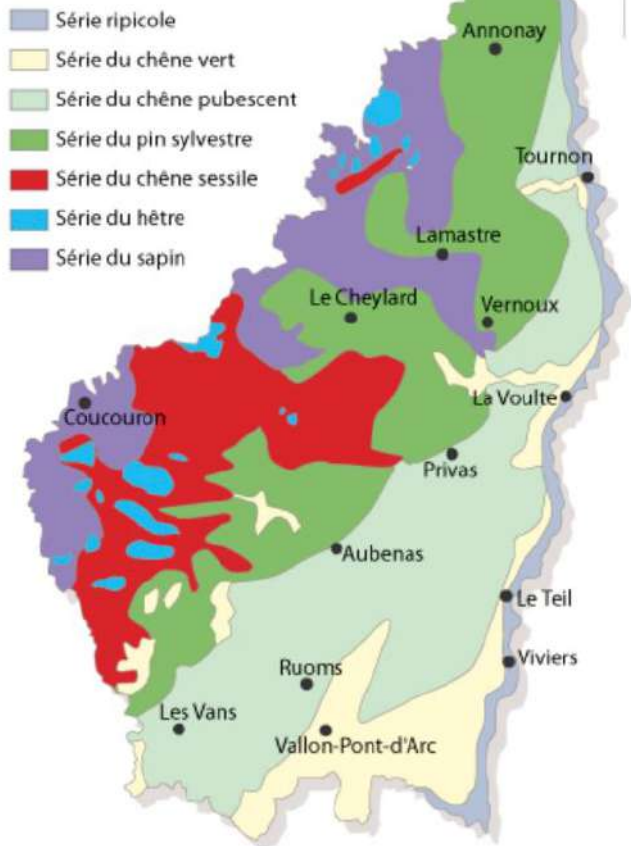 Série ripicole
Série du chêne vert
Série du chêne pubescent
Série du pin sylvestre
Série du chêne sessile
Série du hêtre
Série du sapin
Annonay
Tournon
Lamastre
Le Cheylard
Vernoux
Coucouron
La Voulte
Privas
Aubenas
Le Teil
Viviers
Ruoms
Les Vans
Vallon-Pont-d'Arc